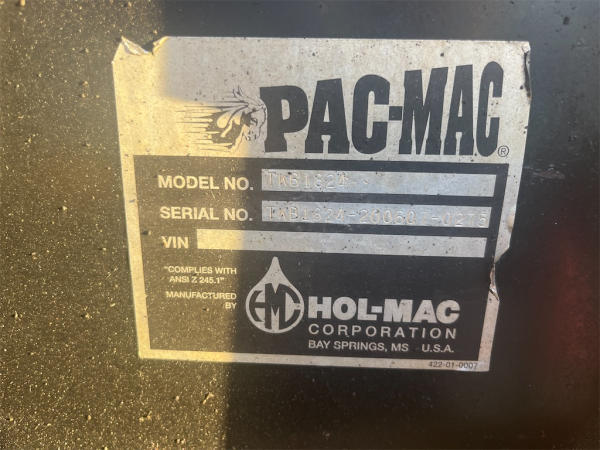 PAC-MAC®
MODEL NO. TKB1824
SERIAL NO.
VIN
"COMPLIES WITH
ANSI Z 245.1"
MANUFACTURED
BY
HMC
HOL-MAC
CORPORATION
BAY SPRINGS, MS U.S.A.
422-01-0007